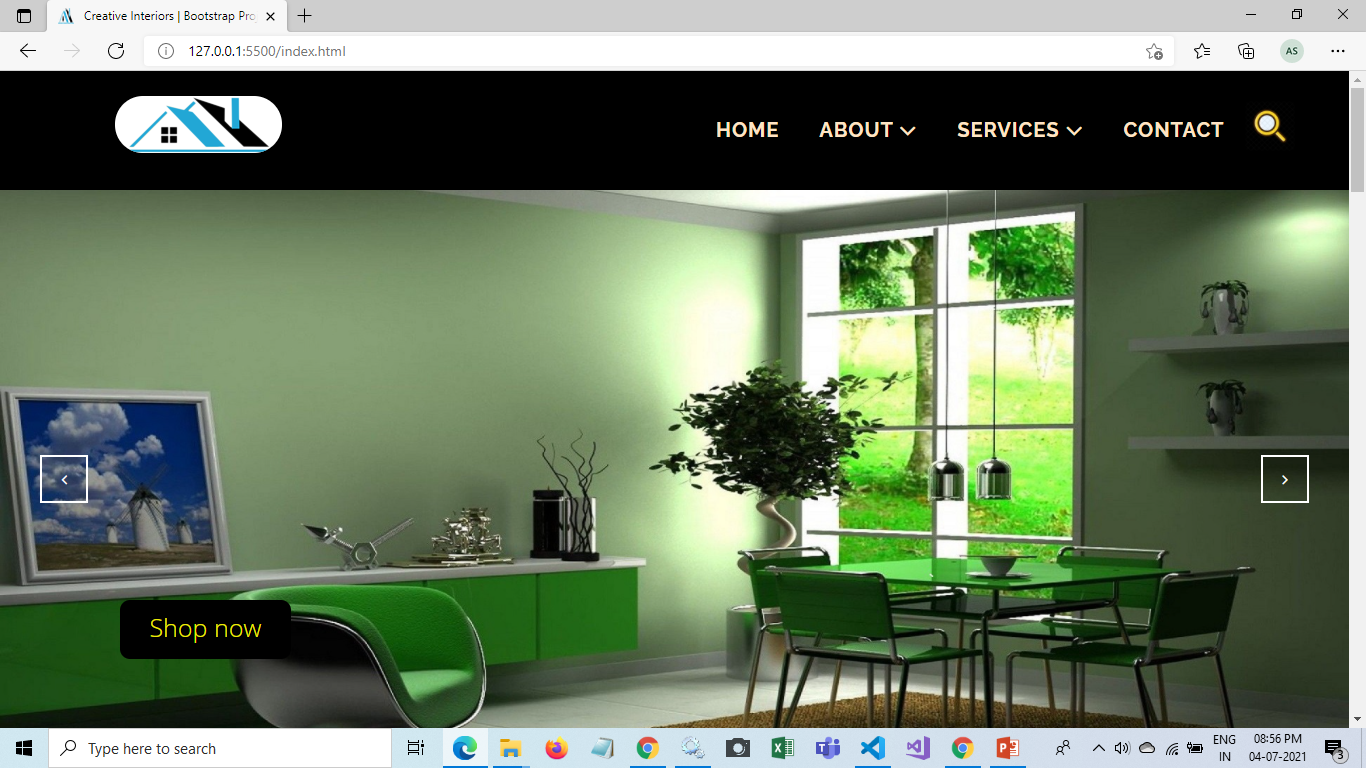 Creative Interiors | Bootstrap Pro
127.0.0.1:5500/index.html
AS
HOME ABOUT SERVICES CONTACT
Shop now
Type here to search
ENG
IN
08:56 PM
04-07-2021
3